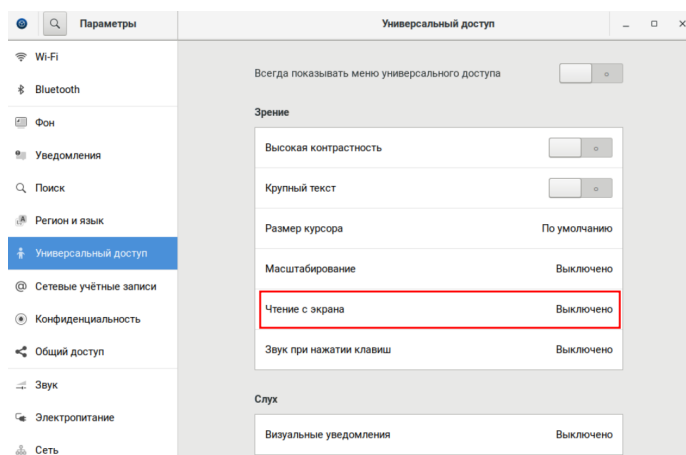 Параметры
Универсальный доступ
Wi-Fi
Bluetooth
Фон
Уведомления
Поиск
Регион и язык
Универсальный доступ
Сетевые учётные записи
Конфиденциальность
Общий доступ
Звук
Электропитание
Сеть
Всегда показывать меню универсального доступа
Зрение
Высокая контрастность
Крупный текст
Размер курсора По умолчанию
Масштабирование Выключено
Чтение с экрана Выключено
Звук при нажатии клавиш Выключено
Слух
Визуальные уведомления Выключено